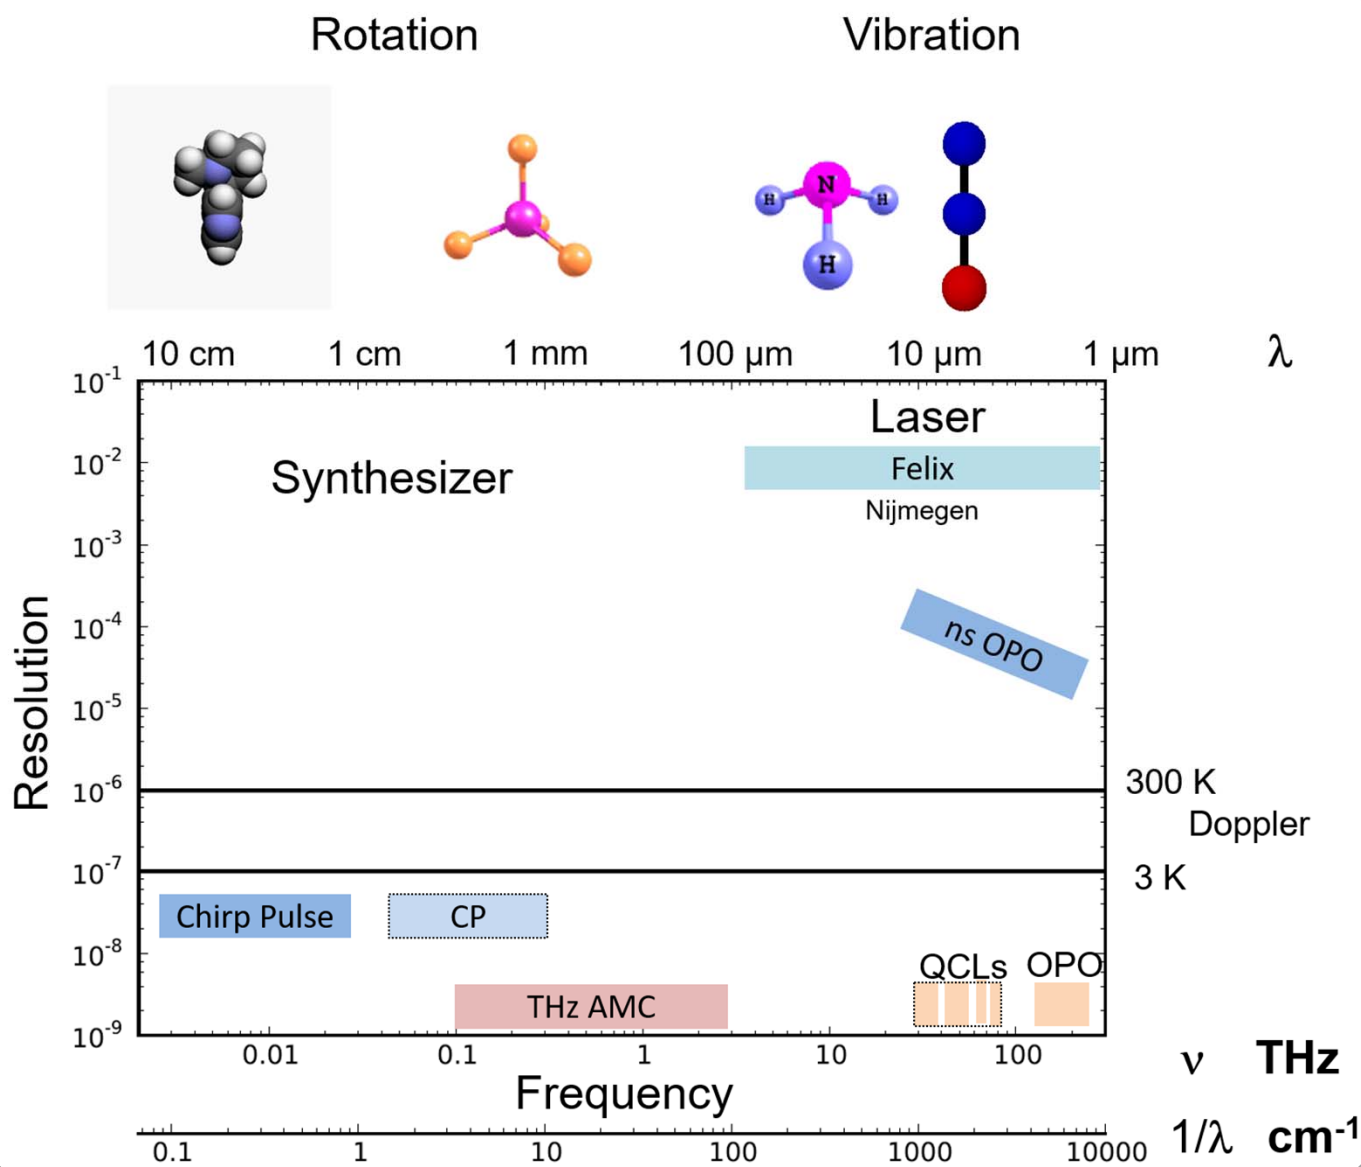 Rotation Vibration
N
H H
H
10 cm 1 cm 1 mm 100 µm 10 µm 1 µm λ
10⁻¹
Laser
10⁻² Synthesizer Felix
Nijmegen
10⁻³
10⁻⁴ ns OPO
Resolution
10⁻⁵
10⁻⁶ 300 K
Doppler
10⁻⁷ 3 K
Chirp Pulse CP
10⁻⁸ QCLs OPO
THz AMC
10⁻⁹
0.01 0.1 1 10 100 ν THz
Frequency
0.1 1 10 100 1000 10000 1/λ cm⁻¹